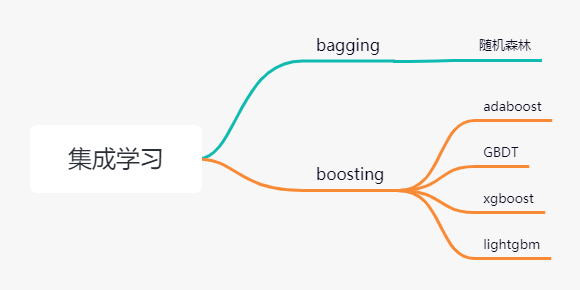 集成学习
bagging
随机森林
boosting
adaboost
GBDT
xgboost
lightgbm